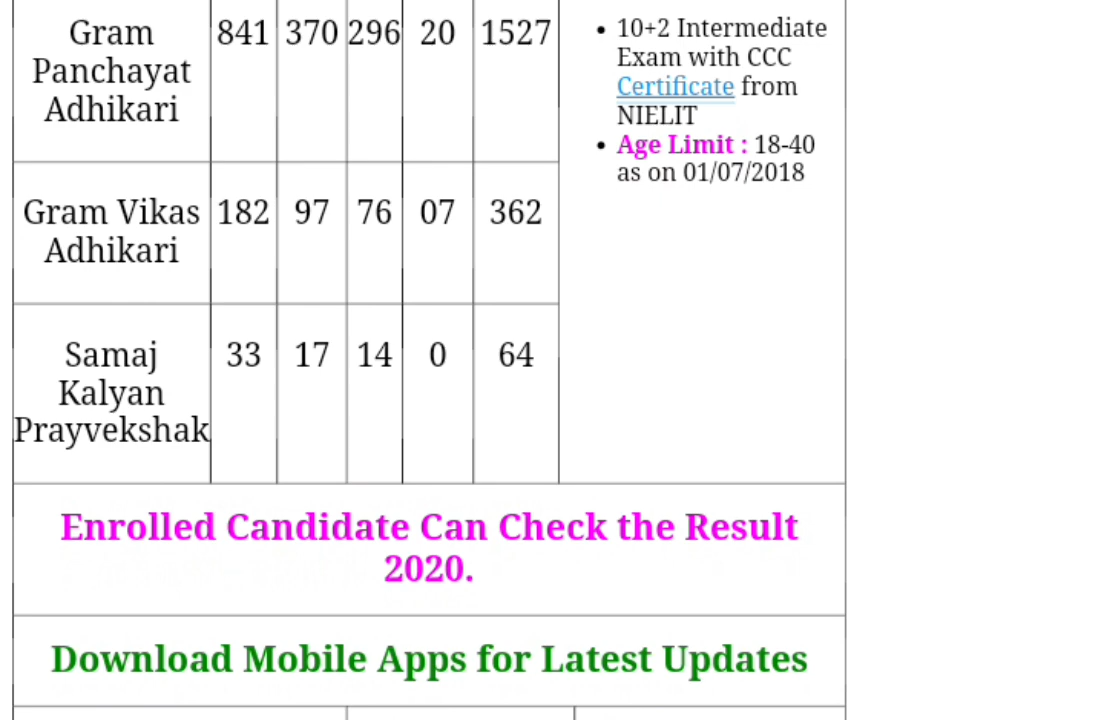 Gram Panchayat Adhikari 841 370 296 20 1527
Gram Vikas Adhikari 182 97 76 07 362
Samaj Kalyan Prayvekshak 33 17 14 0 64
• 10+2 Intermediate
Exam with CCC
Certificate from
NIELIT
• Age Limit : 18-40
as on 01/07/2018
Enrolled Candidate Can Check the Result
2020.
Download Mobile Apps for Latest Updates